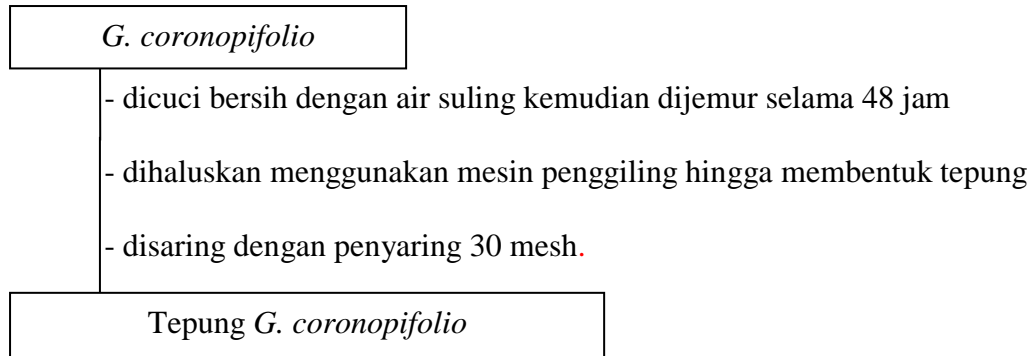 G. coronopifolio
- dicuci bersih dengan air suling kemudian dijemur selama 48 jam
- dihaluskan menggunakan mesin penggiling hingga membentuk tepung
- disaring dengan penyaring 30 mesh.
Tepung G. coronopifolio